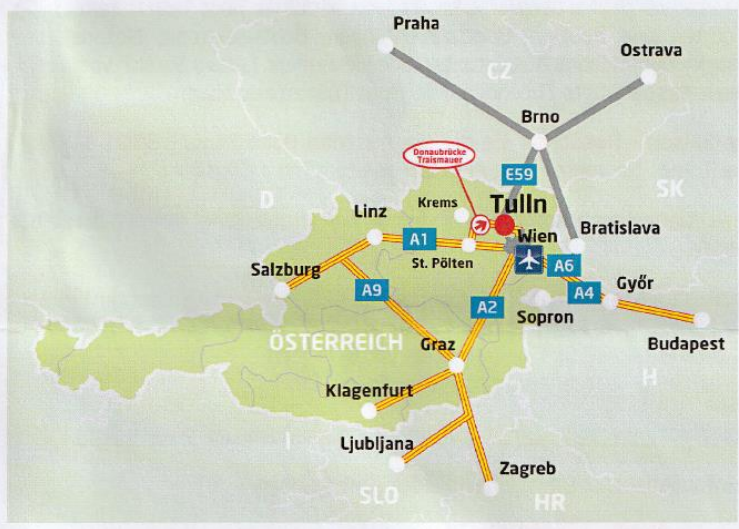 Praha
Ostrava
CZ
Brno
Donaubrücke
Traismauer
E59
SK
D
Krems
Tulln
Linz
A1
Wien
Bratislava
St. Pölten
A6
Salzburg
A9
A4
Győr
A2
Sopron
ÖSTERREICH
Graz
Budapest
H
Klagenfurt
I
Ljubljana
Zagreb
SLO
HR